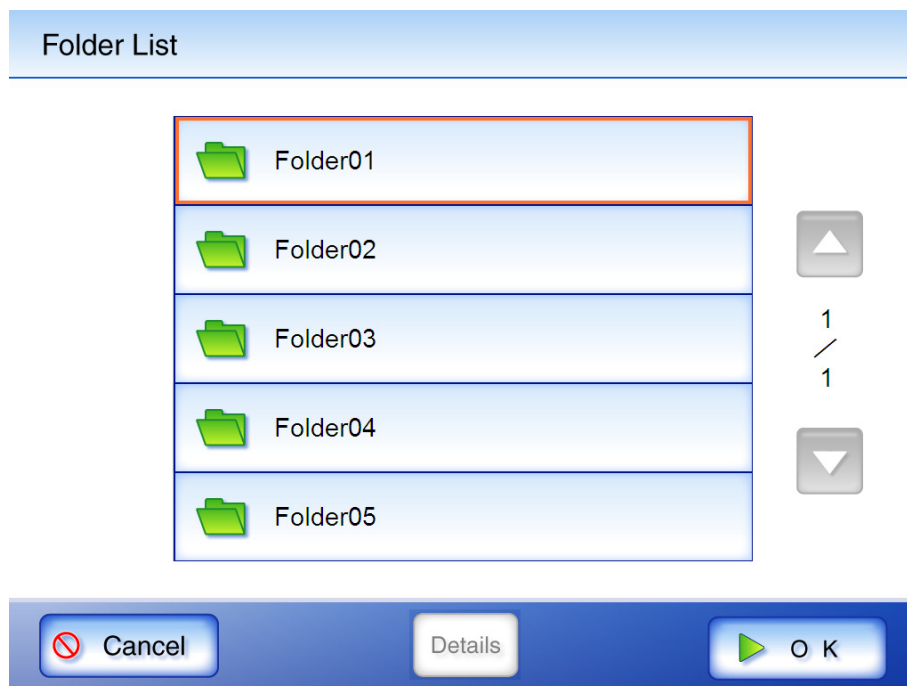 Folder List
Folder01
Folder02
Folder03
Folder04
Folder05
1
/
1
Cancel
Details
O K